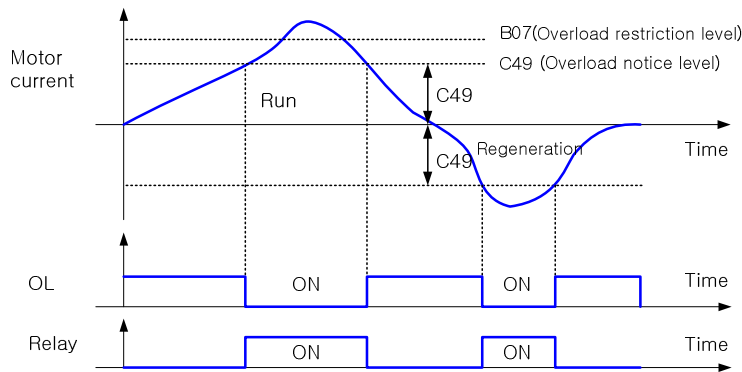 B07(Overload restriction level)
Motor
current
C49 (Overload notice level)
Run
C49
C49
Regeneration
Time
OL
ON
ON
Time
Relay
ON
ON
Time